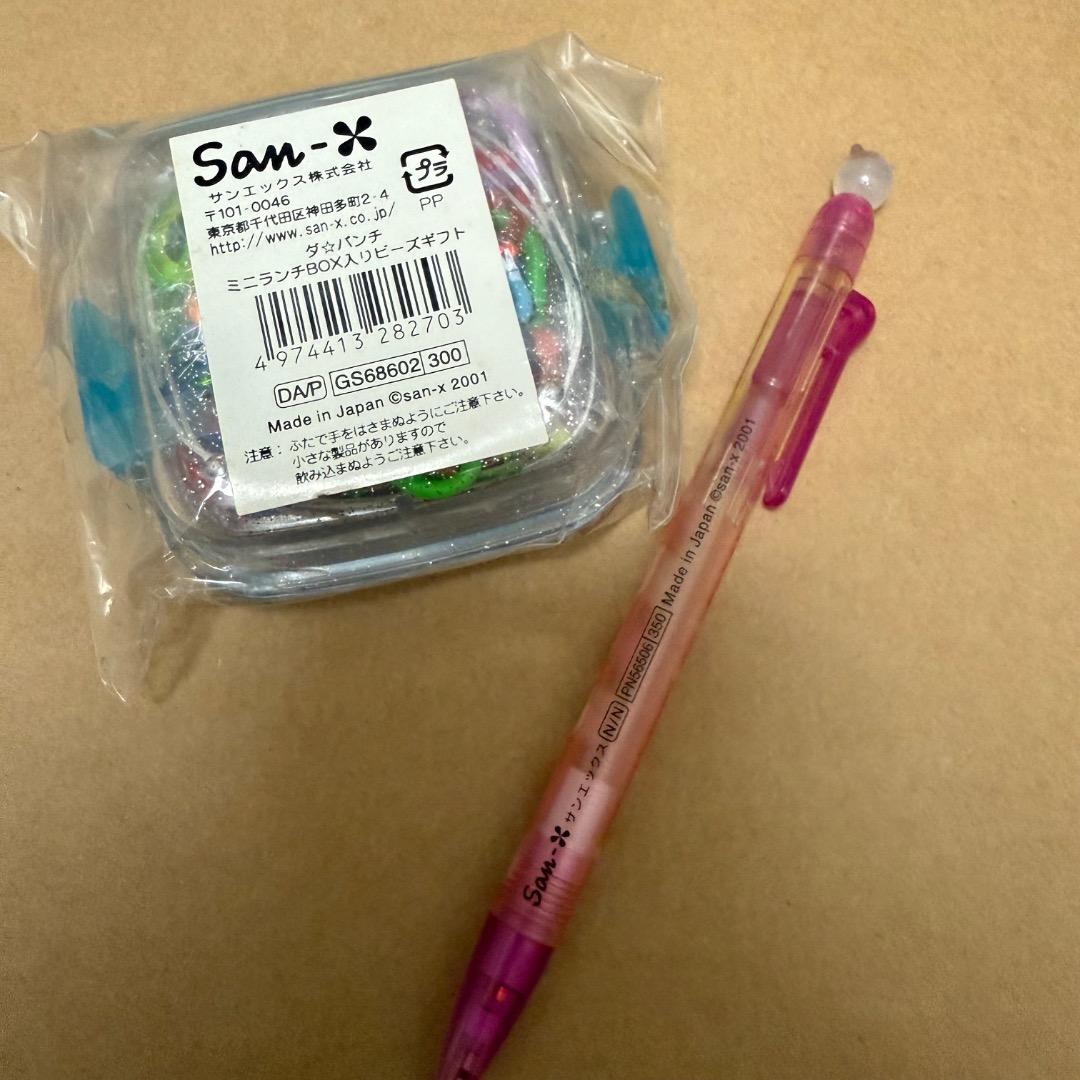 San-X
サンエックス株式会社
〒101-0046
東京都千代田区神田多町2-4
http://www.san-x.co.jp/
プラ
PP
ダ☆パンチ
ミニランチBOX入りビーズギフト
4 974413 282703
DA/P GS68602 300
Made in Japan ©san-x 2001
注意：ふたで手をはさまぬようにご注意下さい。
小さな製品がありますので
飲み込まぬようご注意下さい。
San-X サンエックス N/N PN56506 350 Made in Japan ©san-x 2001